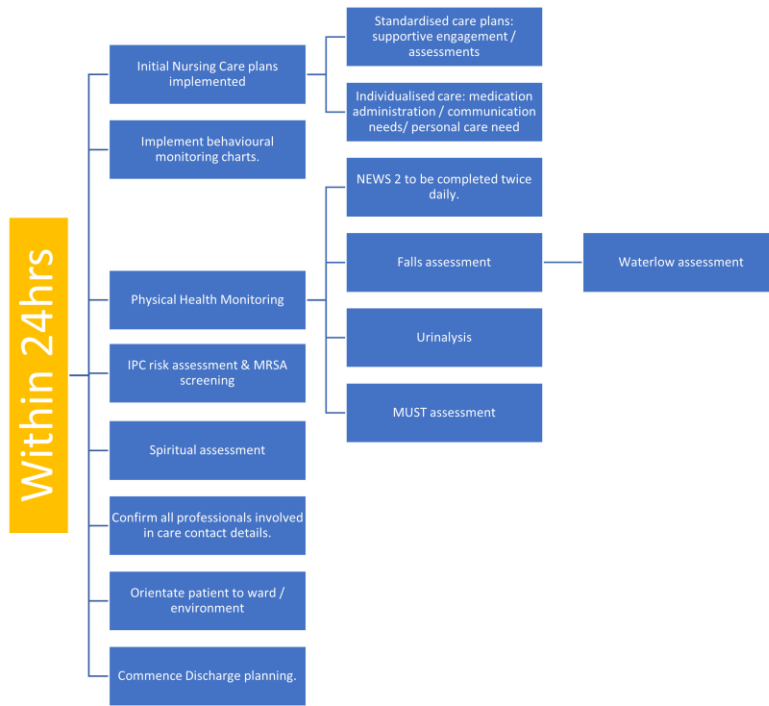 Within 24hrs
Initial Nursing Care plans
implemented
Standardised care plans:
supportive engagement /
assessments
Individualised care: medication
administration / communication
needs/ personal care need
Implement behavioural
monitoring charts.
Physical Health Monitoring
NEWS 2 to be completed twice
daily.
Falls assessment
Waterlow assessment
Urinalysis
MUST assessment
IPC risk assessment & MRSA
screening
Spiritual assessment
Confirm all professionals involved
in care contact details.
Orientate patient to ward /
environment
Commence Discharge planning.